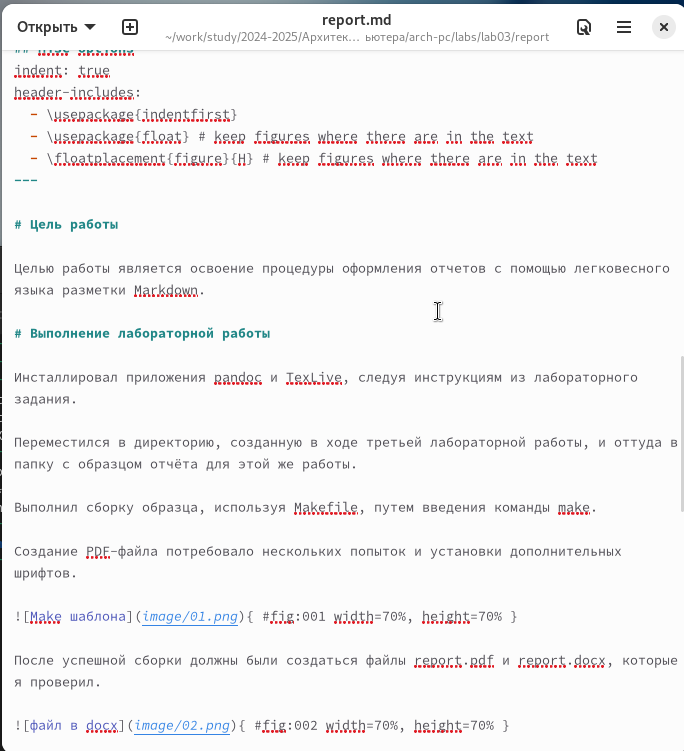 Открыть
report.md
~/work/study/2024-2025/Архитек… ьютера/arch-pc/labs/lab03/report
## Misc options
indent: true
header-includes:
- \usepackage{indentfirst}
- \usepackage{float} # keep figures where there are in the text
- \floatplacement{figure}{H} # keep figures where there are in the text
---
# Цель работы
Целью работы является освоение процедуры оформления отчетов с помощью легковесного
языка разметки Markdown.
# Выполнение лабораторной работы
Инсталлировал приложения pandoc и TexLive, следуя инструкциям из лабораторного
задания.
Переместился в директорию, созданную в ходе третьей лабораторной работы, и оттуда в
папку с образцом отчёта для этой же работы.
Выполнил сборку образца, используя Makefile, путем введения команды make.
Создание PDF-файла потребовало нескольких попыток и установки дополнительных
шрифтов.
![Make шаблона](image/01.png){ #fig:001 width=70%, height=70% }
После успешной сборки должны были создаться файлы report.pdf и report.docx, которые
я проверил.
![файл в docx](image/02.png){ #fig:002 width=70%, height=70% }